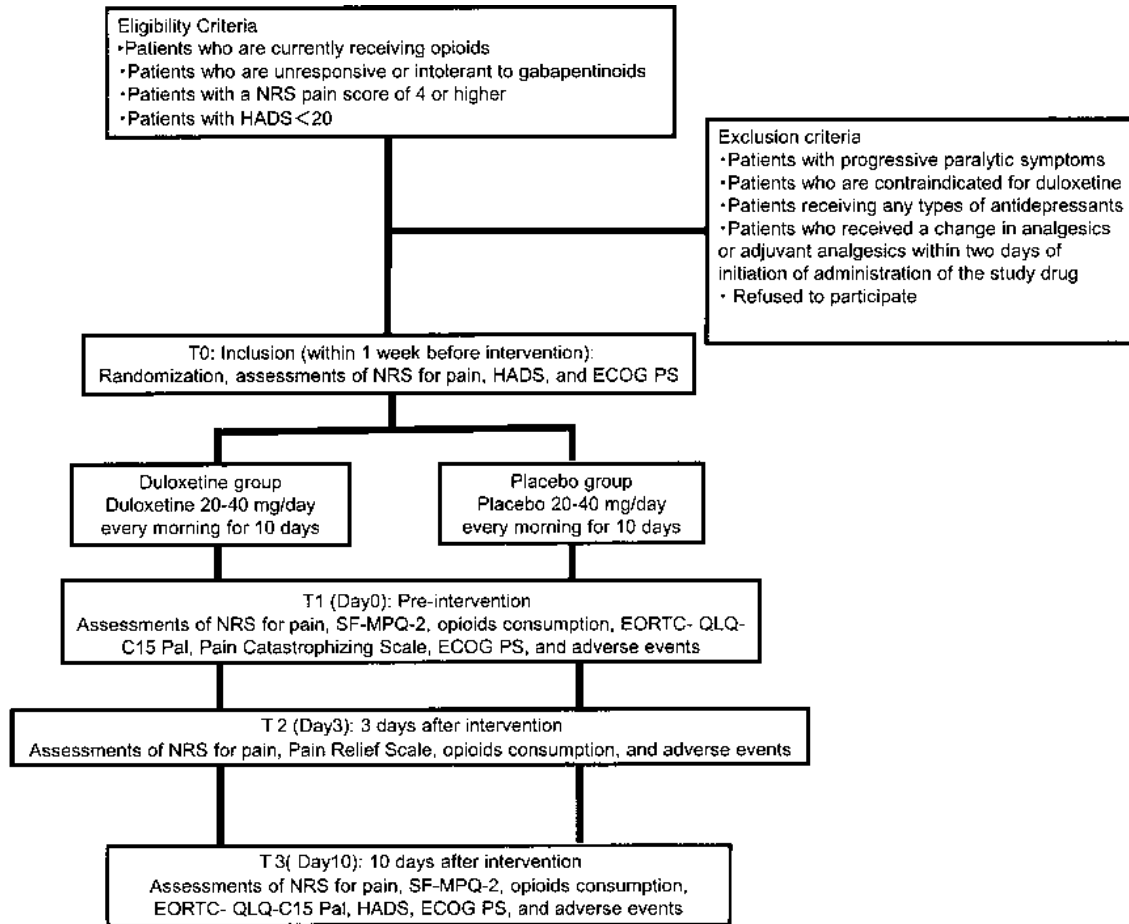 Eligibility Criteria
・Patients who are currently receiving opioids
・Patients who are unresponsive or intolerant to gabapentinoids
・Patients with a NRS pain score of 4 or higher
・Patients with HADS＜20
Exclusion criteria
・Patients with progressive paralytic symptoms
・Patients who are contraindicated for duloxetine
・Patients receiving any types of antidepressants
・Patients who received a change in analgesics
or adjuvant analgesics within two days of
initiation of administration of the study drug
・ Refused to participate
T0: Inclusion (within 1 week before intervention):
Randomization, assessments of NRS for pain, HADS, and ECOG PS
Duloxetine group
Duloxetine 20-40 mg/day
every morning for 10 days
Placebo group
Placebo 20-40 mg/day
every morning for 10 days
T1 (Day0): Pre-intervention
Assessments of NRS for pain, SF-MPQ-2, opioids consumption, EORTC- QLQ-
C15 Pal, Pain Catastrophizing Scale, ECOG PS, and adverse events
T 2 (Day3): 3 days after intervention
Assessments of NRS for pain, Pain Relief Scale, opioids consumption, and adverse events
T 3( Day10): 10 days after intervention
Assessments of NRS for pain, SF-MPQ-2, opioids consumption,
EORTC- QLQ-C15 Pal, HADS, ECOG PS, and adverse events